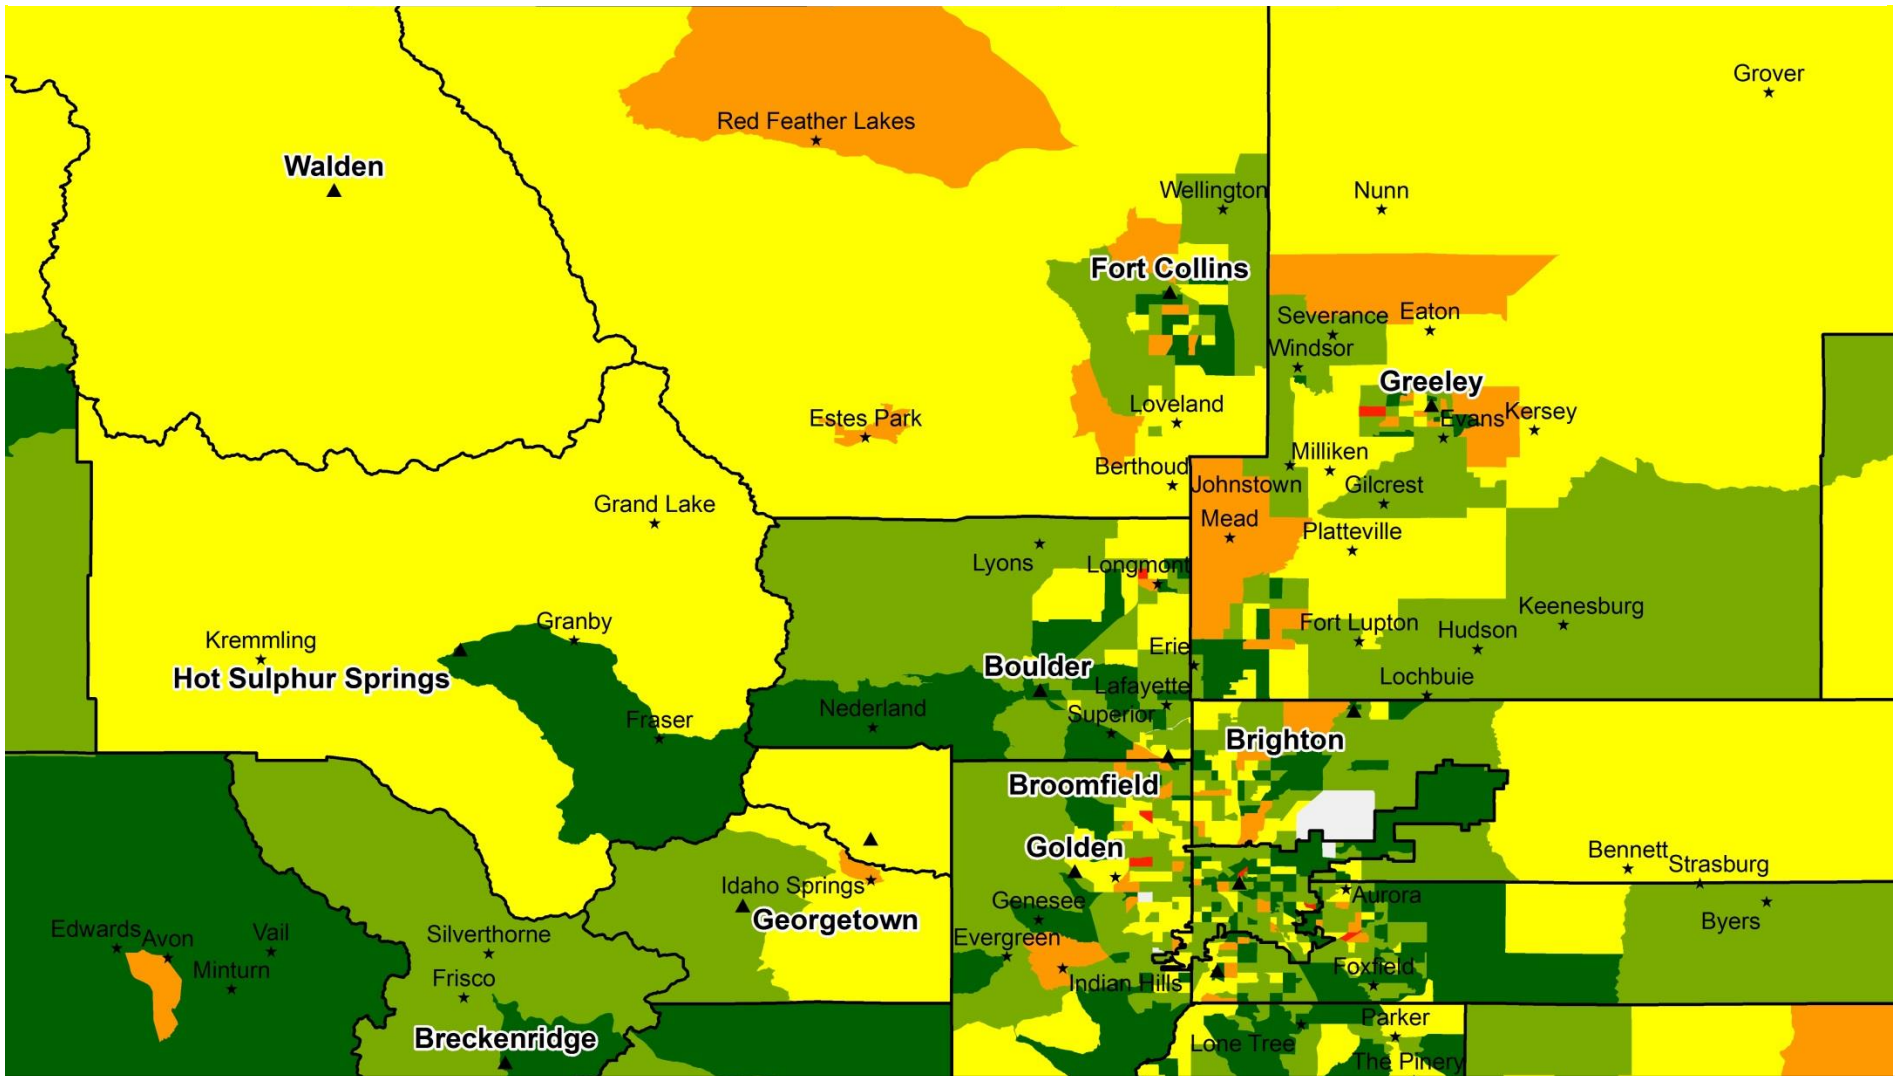 Grover
Red Feather Lakes
Walden
Wellington
Nunn
Fort Collins
Severance
Eaton
Windsor
Greeley
Estes Park
Loveland
Evans
Kersey
Milliken
Berthoud
Johnstown
Gilcrest
Grand Lake
Mead
Platteville
Lyons
Longmont
Keenesburg
Granby
Fort Lupton
Hudson
Kremmling
Erie
Boulder
Hot Sulphur Springs
Lafayette
Lochbuie
Nederland
Superior
Fraser
Brighton
Broomfield
Golden
Bennett
Strasburg
Idaho Springs
Aurora
Genesee
Georgetown
Byers
Edwards
Avon
Vail
Silverthorne
Evergreen
Minturn
Frisco
Foxfield
Indian Hills
Parker
Breckenridge
Lone Tree
The Pinery